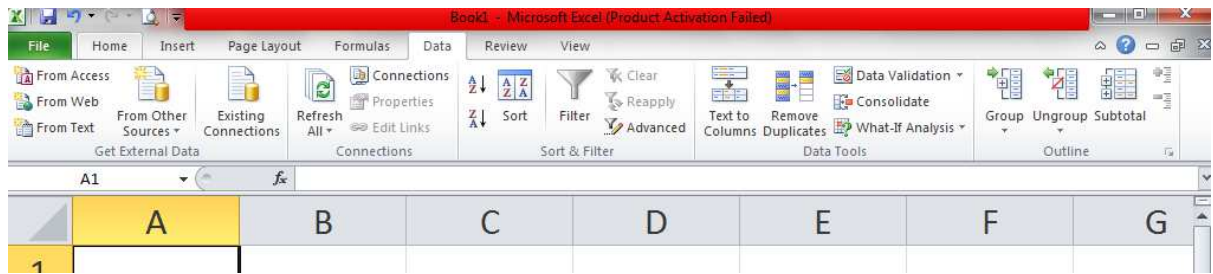 Book1 - Microsoft Excel (Product Activation Failed)
File Home Insert Page Layout Formulas Data Review View
From Access
From Web
From Text
From Other Sources
Existing Connections
Get External Data
Refresh All
Connections
Properties
Edit Links
Connections
Sort
Filter
Clear
Reapply
Advanced
Sort & Filter
Text to Columns
Remove Duplicates
Data Validation
Consolidate
What-If Analysis
Data Tools
Group
Ungroup
Subtotal
Outline
A1 fx
A B C D E F G
1